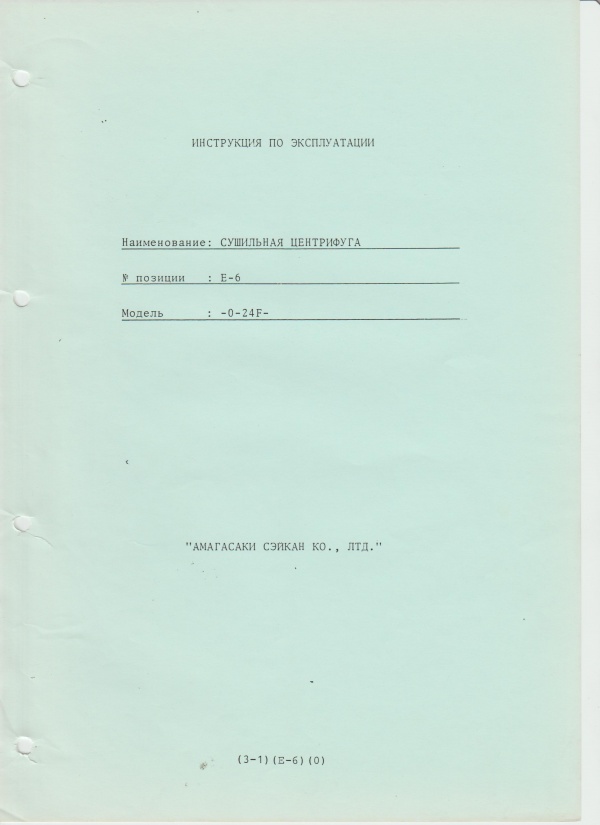 ИНСТРУКЦИЯ ПО ЭКСПЛУАТАЦИИ
Наименование: СУШИЛЬНАЯ ЦЕНТРИФУГА
№ позиции : Е-6
Модель : -0-24F-
"АМАГАСАКИ СЭЙКАН КО., ЛТД."
(3-1)(Е-6)(0)